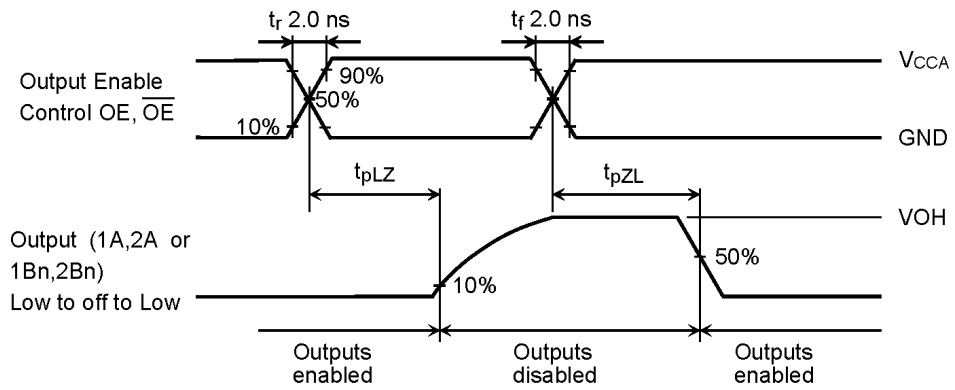 tr 2.0 ns
tf 2.0 ns
Output Enable
Control OE, O̅E̅
90%
50%
10%
VCCA
GND
tpLZ
tpZL
Output (1A,2A or
1Bn,2Bn)
Low to off to Low
VOH
50%
10%
Outputs
enabled
Outputs
disabled
Outputs
enabled